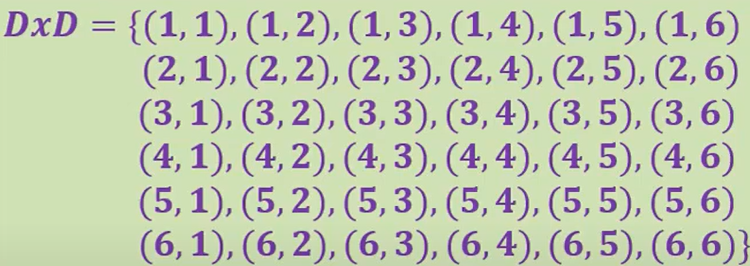 DxD = {(1, 1), (1, 2), (1, 3), (1, 4), (1, 5), (1, 6)
(2, 1), (2, 2), (2, 3), (2, 4), (2, 5), (2, 6)
(3, 1), (3, 2), (3, 3), (3, 4), (3, 5), (3, 6)
(4, 1), (4, 2), (4, 3), (4, 4), (4, 5), (4, 6)
(5, 1), (5, 2), (5, 3), (5, 4), (5, 5), (5, 6)
(6, 1), (6, 2), (6, 3), (6, 4), (6, 5), (6, 6)}